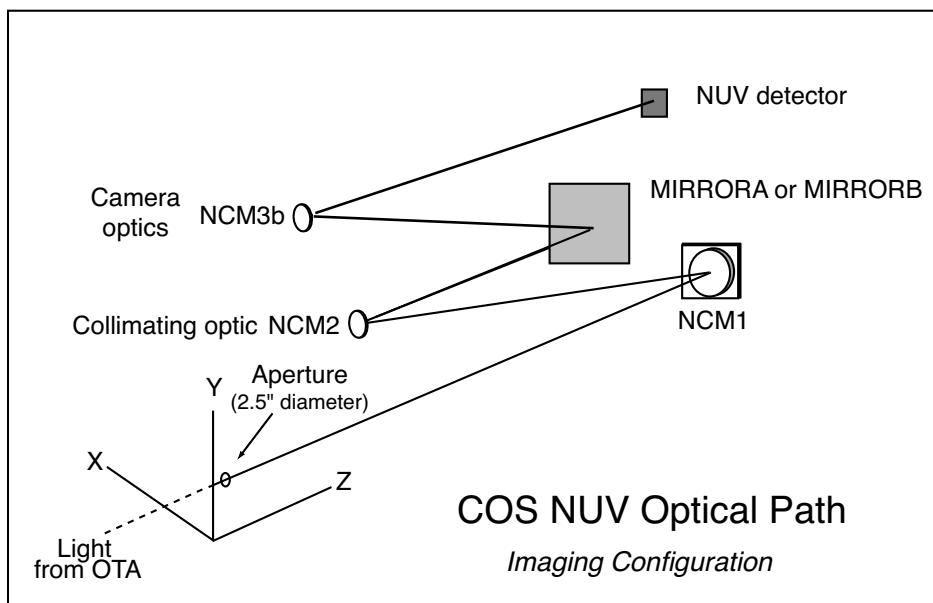 NUV detector
MIRRORA or MIRRORB
Camera
optics
NCM3b
NCM1
Collimating optic NCM2
Aperture
(2.5" diameter)
Y
X
Z
Light
from OTA
COS NUV Optical Path
Imaging Configuration